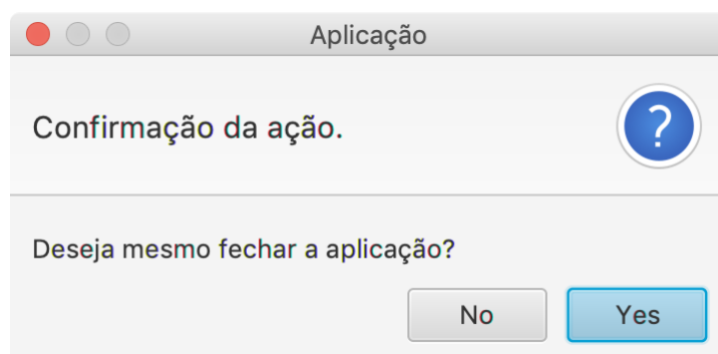 Aplicação
Confirmação da ação.
?
Deseja mesmo fechar a aplicação?
No Yes